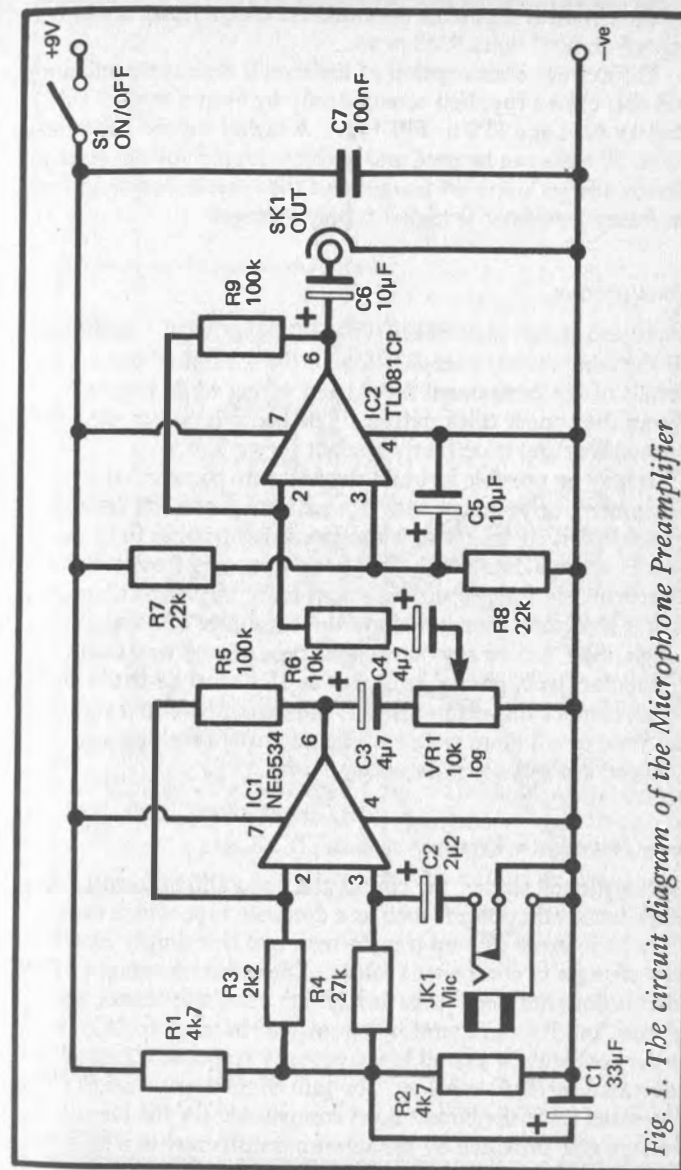 S1
ON/OFF
+9V
R1
4k7
R3
2k2
R4
27k
R2
4k7
C1
33µF
+
JK1
Mic
C2
2µ2
+
IC1
NE5534
2
3
7
6
4
R5
100k
R6
10k
C3
4µ7
+
C4
4µ7
+
VR1
10k
log
R7
22k
R8
22k
C5
10µF
+
2
3
7
6
4
IC2
TL081CP
R9
100k
+
C6
10µF
SK1
OUT
C7
100nF
-ve
Fig. 1. The circuit diagram of the Microphone Preamplifier